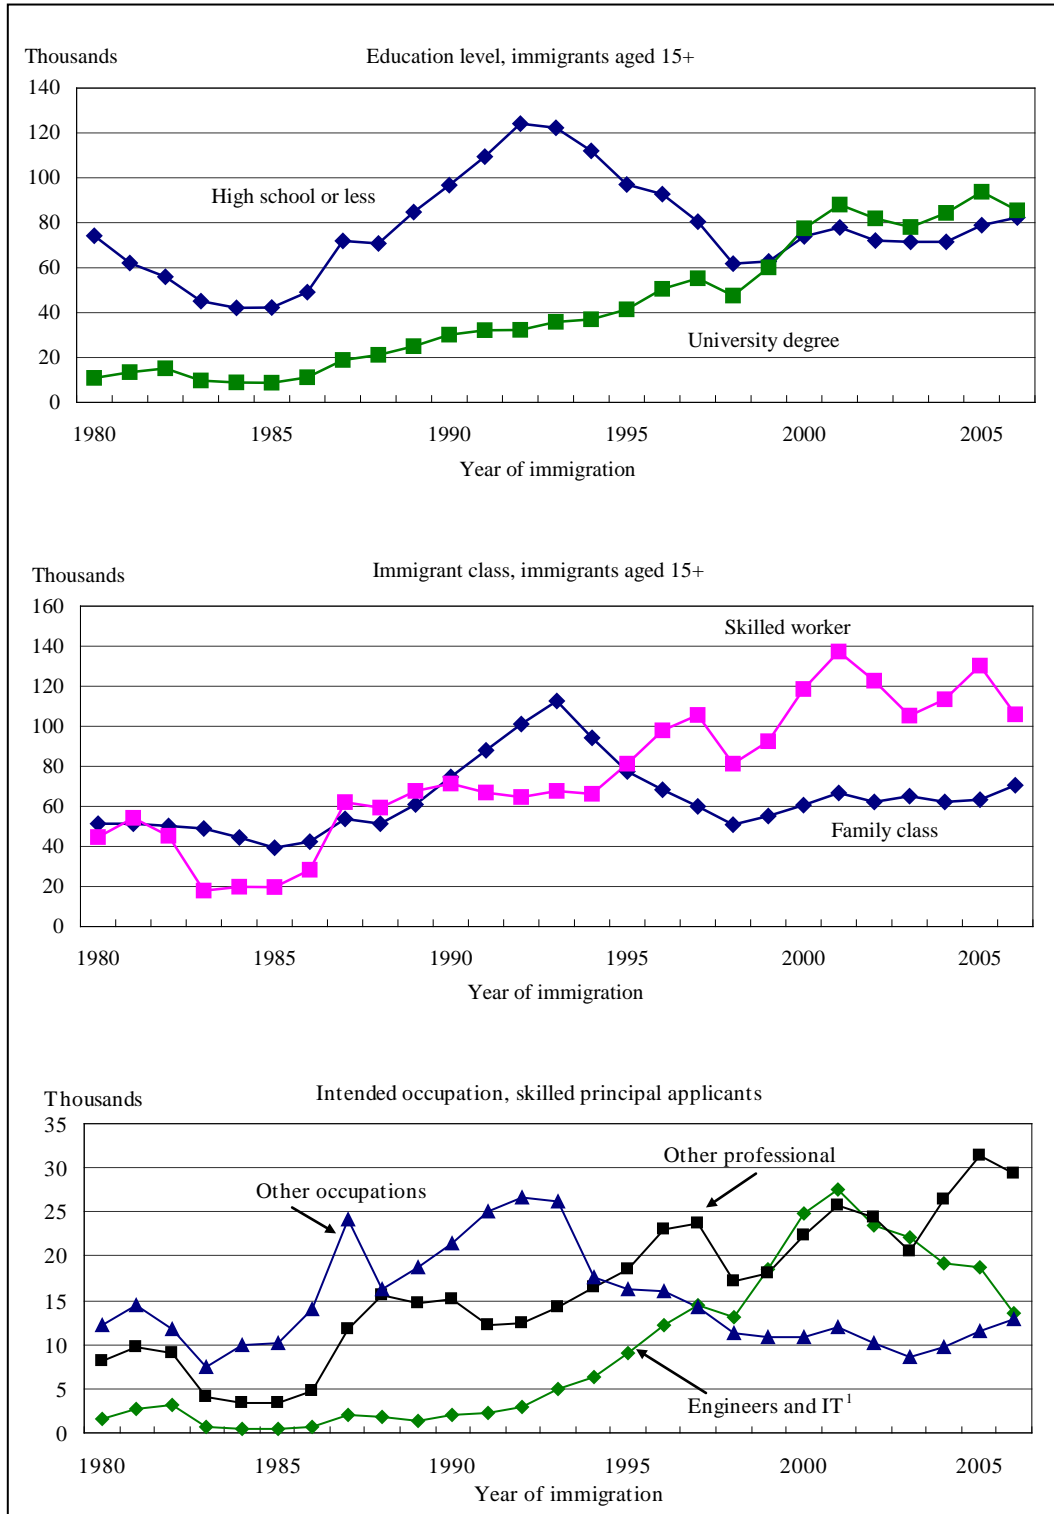 Thousands
Education level, immigrants aged 15+
140
120
100
80
60
40
20
0
High school or less
University degree
1980 1985 1990 1995 2000 2005
Year of immigration
Thousands
Immigrant class, immigrants aged 15+
160
140
120
100
80
60
40
20
0
Skilled worker
Family class
1980 1985 1990 1995 2000 2005
Year of immigration
Thousands
Intended occupation, skilled principal applicants
35
30
25
20
15
10
5
0
Other professional
Other occupations
Engineers and IT 1
1980 1985 1990 1995 2000 2005
Year of immigration